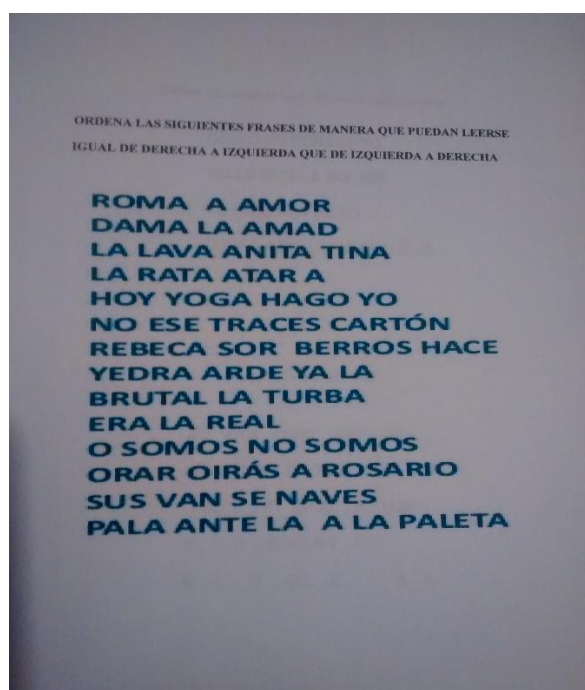 ORDENA LAS SIGUIENTES FRASES DE MANERA QUE PUEDAN LEERSE
IGUAL DE DERECHA A IZQUIERDA QUE DE IZQUIERDA A DERECHA
ROMA A AMOR
DAMA LA AMAD
LA LAVA ANITA TINA
LA RATA ATAR A
HOY YOGA HAGO YO
NO ESE TRACES CARTÓN
REBECA SOR BERROS HACE
YEDRA ARDE YA LA
BRUTAL LA TURBA
ERA LA REAL
O SOMOS NO SOMOS
ORAR OIRÁS A ROSARIO
SUS VAN SE NAVES
PALA ANTE LA A LA PALETA